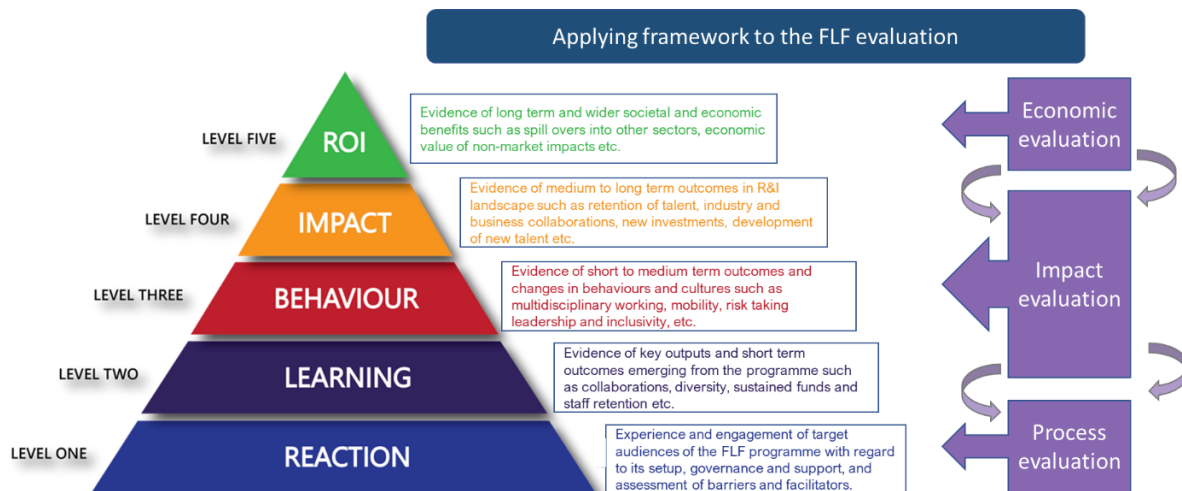 Applying framework to the FLF evaluation
LEVEL FIVE
ROI
Evidence of long term and wider societal and economic
benefits such as spill overs into other sectors, economic
value of non-market impacts etc.
Economic
evaluation
LEVEL FOUR
IMPACT
Evidence of medium to long term outcomes in R&I
landscape such as retention of talent, industry and
business collaborations, new investments, development
of new talent etc.
LEVEL THREE
BEHAVIOUR
Evidence of short to medium term outcomes and
changes in behaviours and cultures such as
multidisciplinary working, mobility, risk taking
leadership and inclusivity, etc.
Impact
evaluation
LEVEL TWO
LEARNING
Evidence of key outputs and short term
outcomes emerging from the programme such
as collaborations, diversity, sustained funds and
staff retention etc.
LEVEL ONE
REACTION
Experience and engagement of target
audiences of the FLF programme with regard
to its setup, governance and support, and
assessment of barriers and facilitators.
Process
evaluation